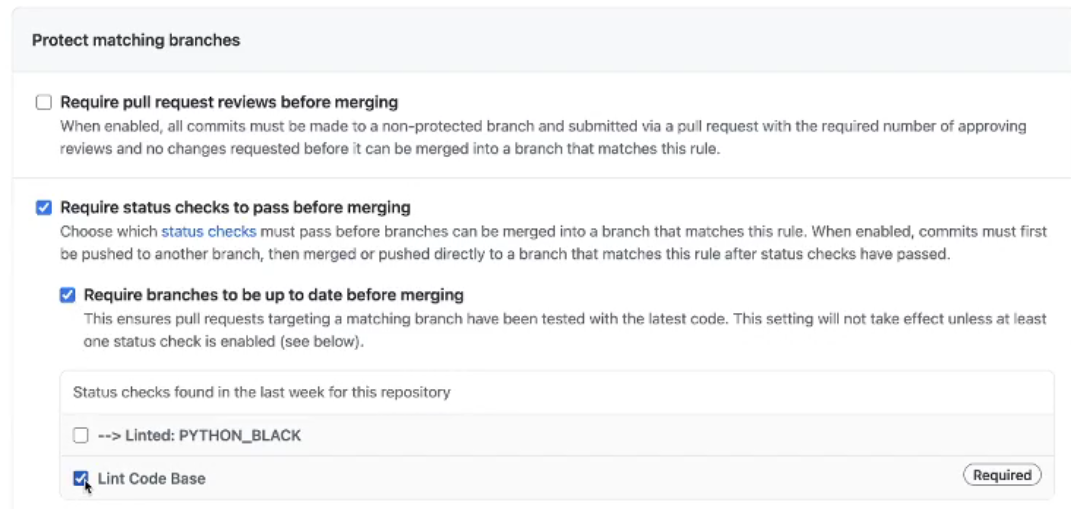 Protect matching branches
Require pull request reviews before merging
When enabled, all commits must be made to a non-protected branch and submitted via a pull request with the required number of approving
reviews and no changes requested before it can be merged into a branch that matches this rule.
Require status checks to pass before merging
Choose which status checks must pass before branches can be merged into a branch that matches this rule. When enabled, commits must first
be pushed to another branch, then merged or pushed directly to a branch that matches this rule after status checks have passed.
Require branches to be up to date before merging
This ensures pull requests targeting a matching branch have been tested with the latest code. This setting will not take effect unless at least
one status check is enabled (see below).
Status checks found in the last week for this repository
--> Linted: PYTHON_BLACK
Lint Code Base Required